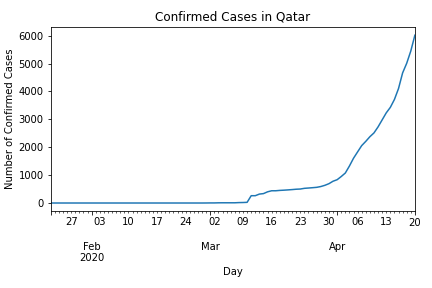 Confirmed Cases in Qatar
Number of Confirmed Cases
6000
5000
4000
3000
2000
1000
0
27 03 10 17 24 02 09 16 23 30 06 13 20
Feb Mar Apr
2020
Day